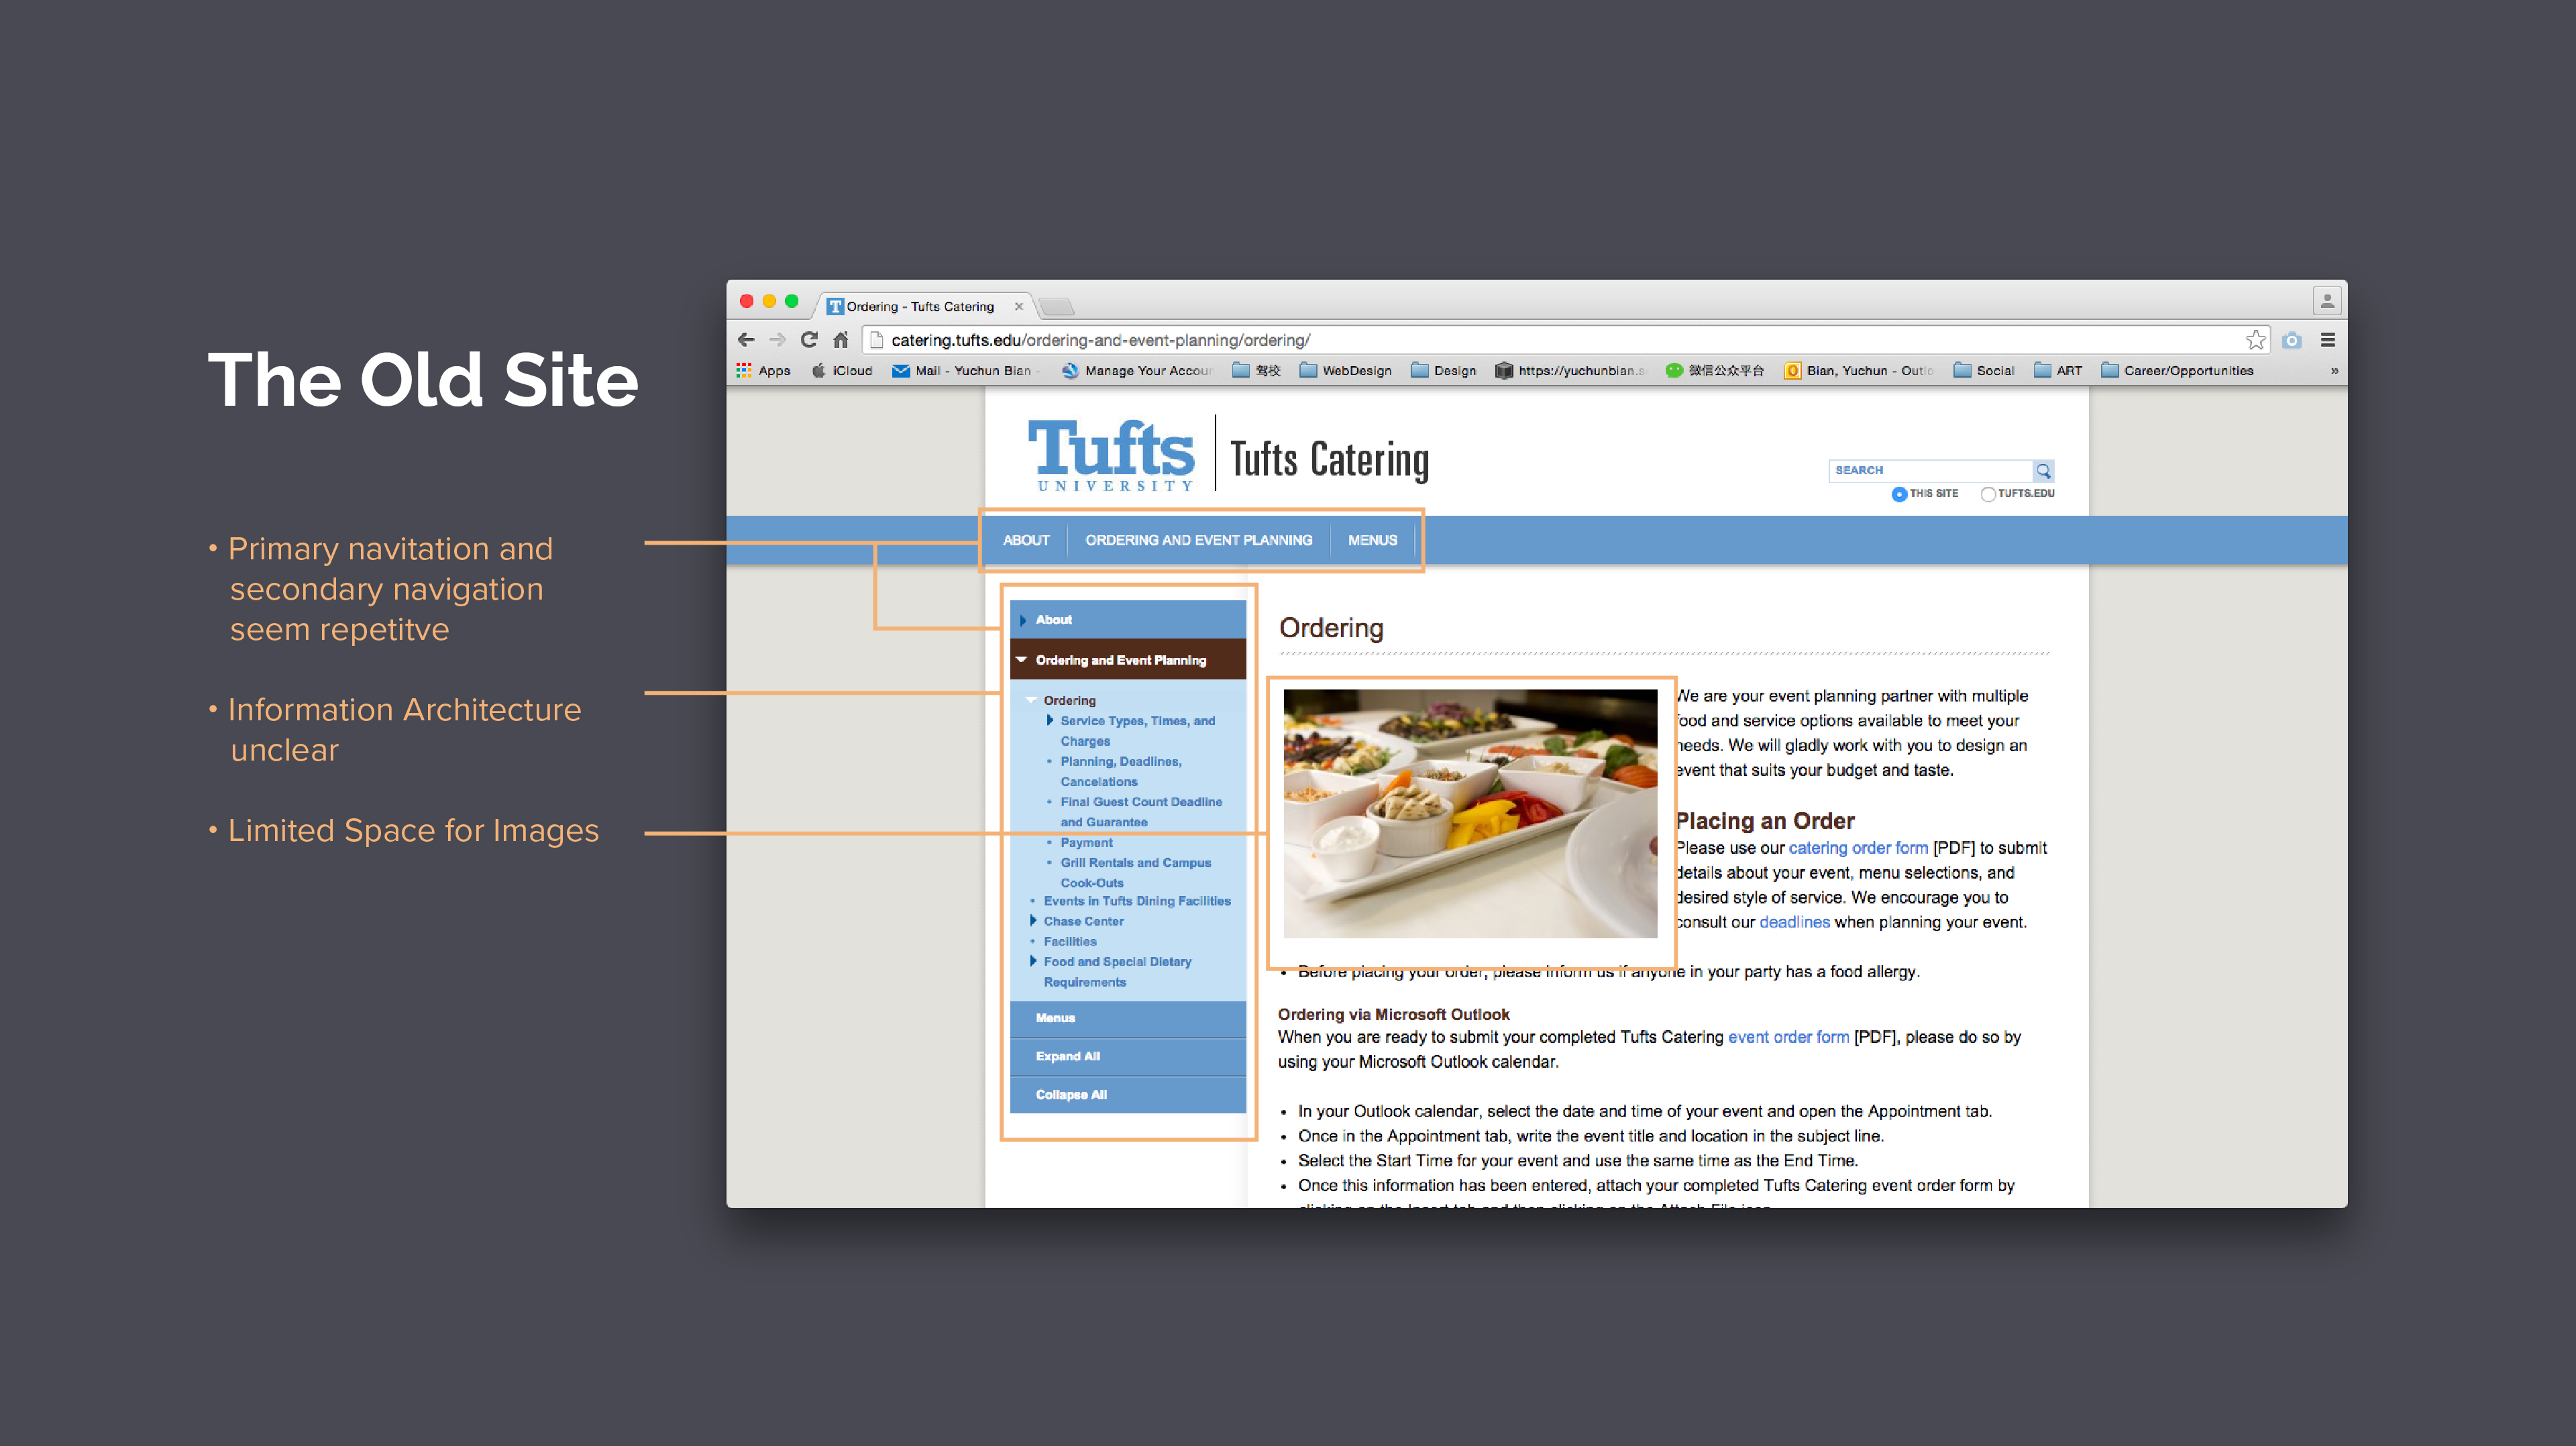 The Old Site
• Primary navitation and
secondary navigation
seem repetitve
• Information Architecture
unclear
• Limited Space for Images
Ordering - Tufts Catering
catering.tufts.edu/ordering-and-event-planning/ordering/
Apps iCloud Mail - Yuchun Bian - Manage Your Accoun 驾校 WebDesign Design https://yuchunbian.s 微信公众平台 Bian, Yuchun - Outlo Social ART Career/Opportunities »
Tufts
UNIVERSITY
Tufts Catering
SEARCH
THIS SITE TUFTS.EDU
ABOUT ORDERING AND EVENT PLANNING MENUS
About
Ordering and Event Planning
Ordering
Service Types, Times, and
Charges
• Planning, Deadlines,
Cancelations
• Final Guest Count Deadline
and Guarantee
• Payment
• Grill Rentals and Campus
Cook-Outs
• Events in Tufts Dining Facilities
Chase Center
• Facilities
Food and Special Dietary
Requirements
Menus
Expand All
Collapse All
Ordering
We are your event planning partner with multiple
food and service options available to meet your
needs. We will gladly work with you to design an
event that suits your budget and taste.
Placing an Order
Please use our catering order form [PDF] to submit
details about your event, menu selections, and
desired style of service. We encourage you to
consult our deadlines when planning your event.
• Before placing your order, please inform us if anyone in your party has a food allergy.
Ordering via Microsoft Outlook
When you are ready to submit your completed Tufts Catering event order form [PDF], please do so by
using your Microsoft Outlook calendar.
• In your Outlook calendar, select the date and time of your event and open the Appointment tab.
• Once in the Appointment tab, write the event title and location in the subject line.
• Select the Start Time for your event and use the same time as the End Time.
• Once this information has been entered, attach your completed Tufts Catering event order form by
clicking on the Insert tab and then clicking on the Attach File icon.